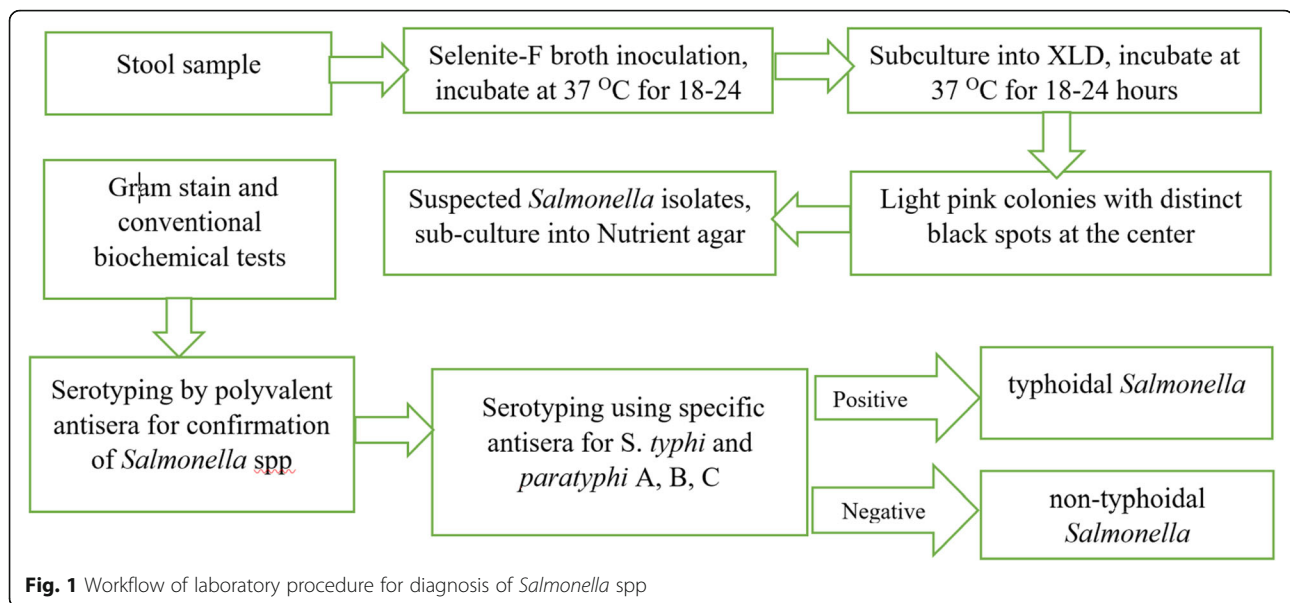 Stool sample
Selenite-F broth inoculation,
incubate at 37 ᴼC for 18-24
Subculture into XLD, incubate at
37 ᴼC for 18-24 hours
Light pink colonies with distinct
black spots at the center
Suspected Salmonella isolates,
sub-culture into Nutrient agar
Gram stain and
conventional
biochemical tests
Serotyping by polyvalent
antisera for confirmation
of Salmonella spp
Serotyping using specific
antisera for S. typhi and
paratyphi A, B, C
Positive
typhoidal Salmonella
Negative
non-typhoidal
Salmonella
Fig. 1 Workflow of laboratory procedure for diagnosis of Salmonella spp